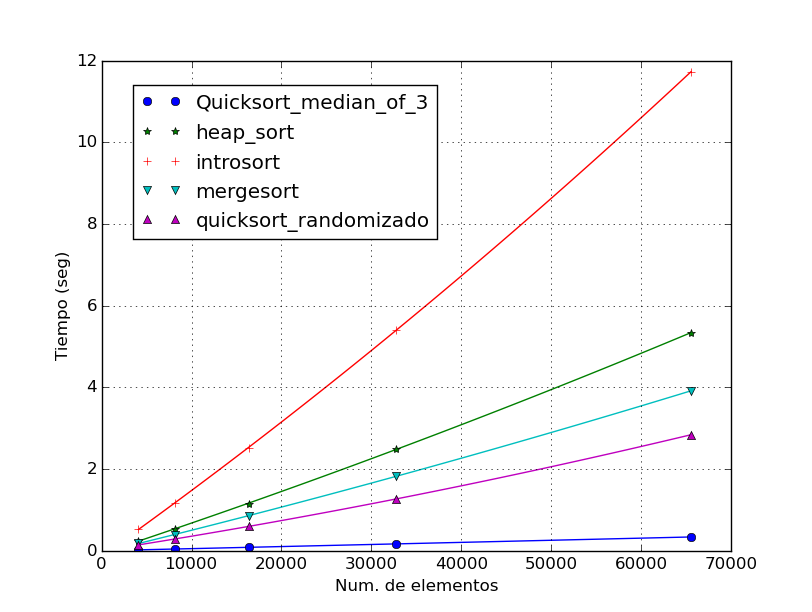 12
10
8
6
4
2
0
Tiempo (seg)
Quicksort_median_of_3
heap_sort
introsort
mergesort
quicksort_randomizado
0 10000 20000 30000 40000 50000 60000 70000
Num. de elementos